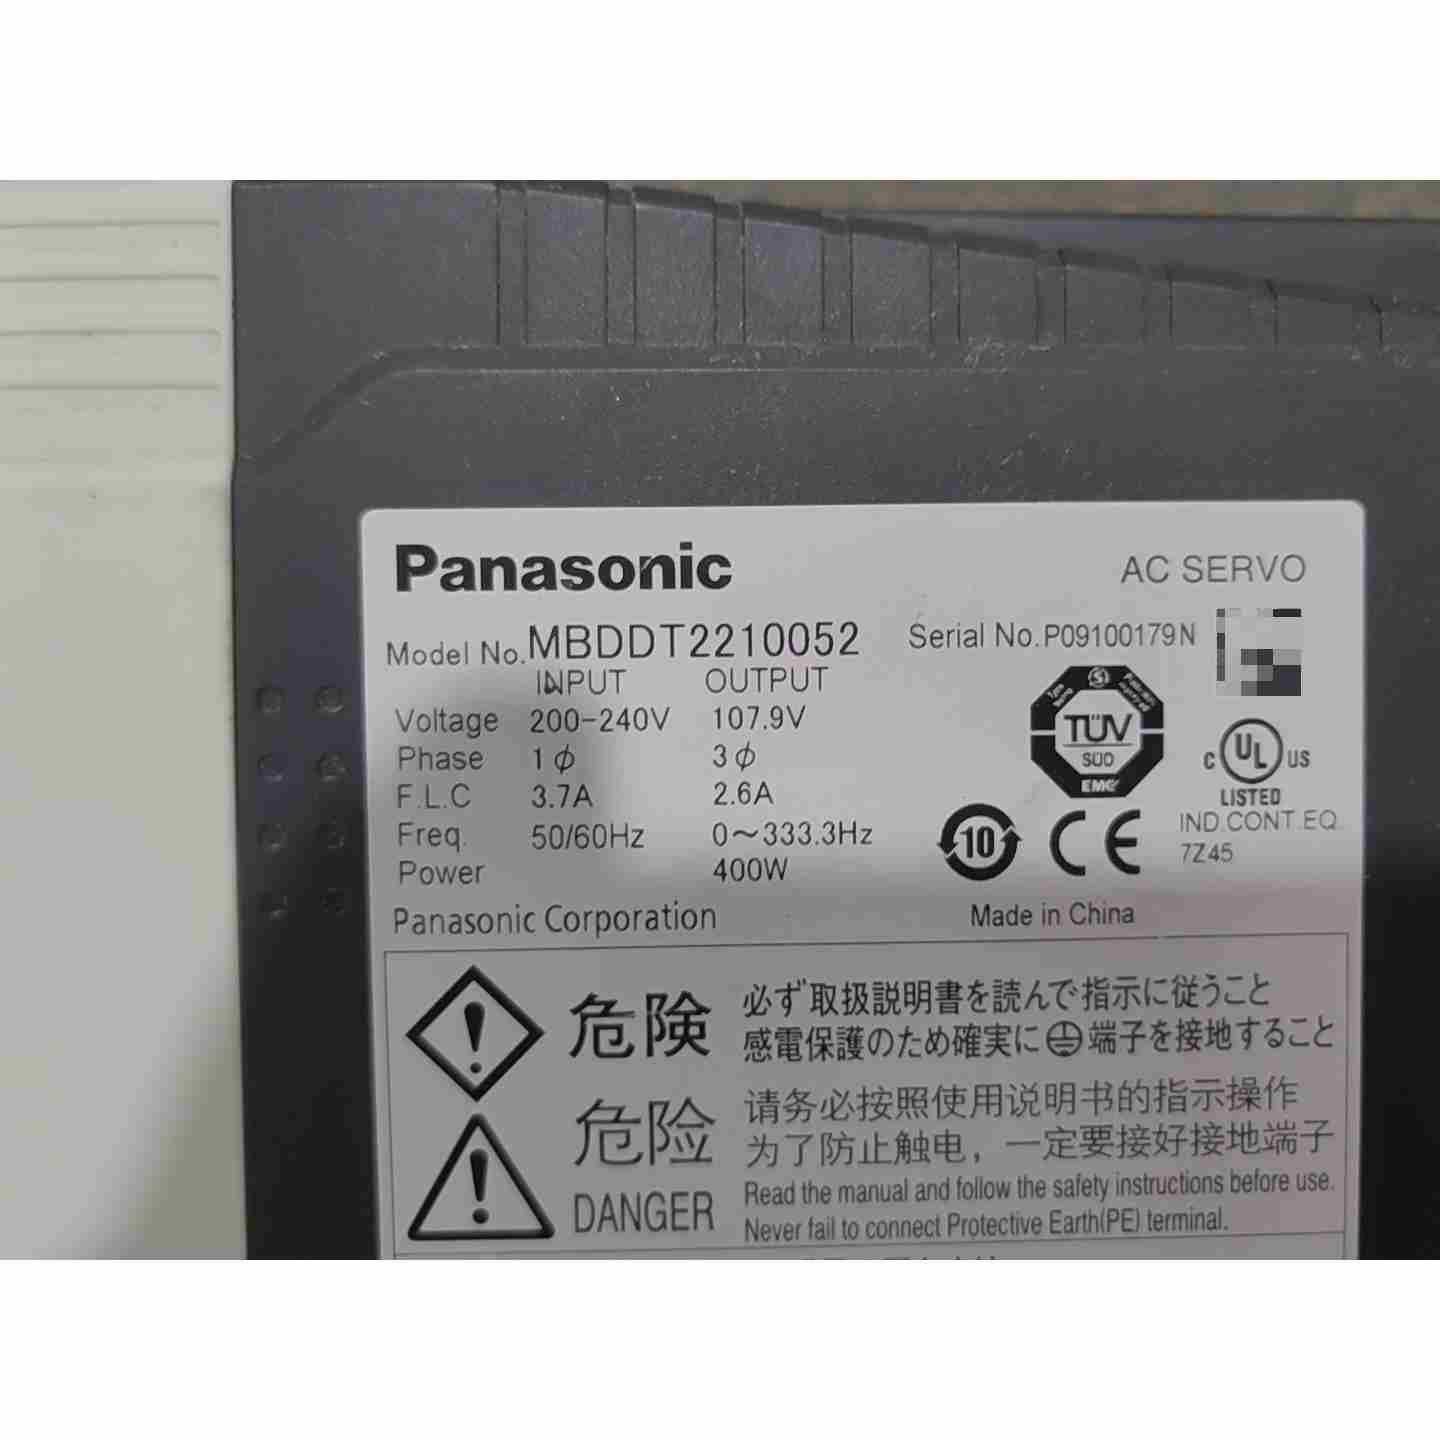 Panasonic
AC SERVO
Model No. MBDDT2210052
Serial No. P09100179N
INPUT OUTPUT
Voltage 200-240V 107.9V
Phase 1ϕ 3ϕ
F.L.C 3.7A 2.6A
Freq. 50/60Hz 0～333.3Hz
Power 400W
TÜV
SÜD
EMC
C UL US
LISTED
IND.CONT.EQ.
7Z45
10
CE
Panasonic Corporation
Made in China
危険
必ず取扱説明書を読んで指示に従うこと
感電保護のため確実に端子を接地すること
危险
DANGER
请务必按照使用说明书的指示操作
为了防止触电，一定要接好接地端子
Read the manual and follow the safety instructions before use.
Never fail to connect Protective Earth(PE) terminal.